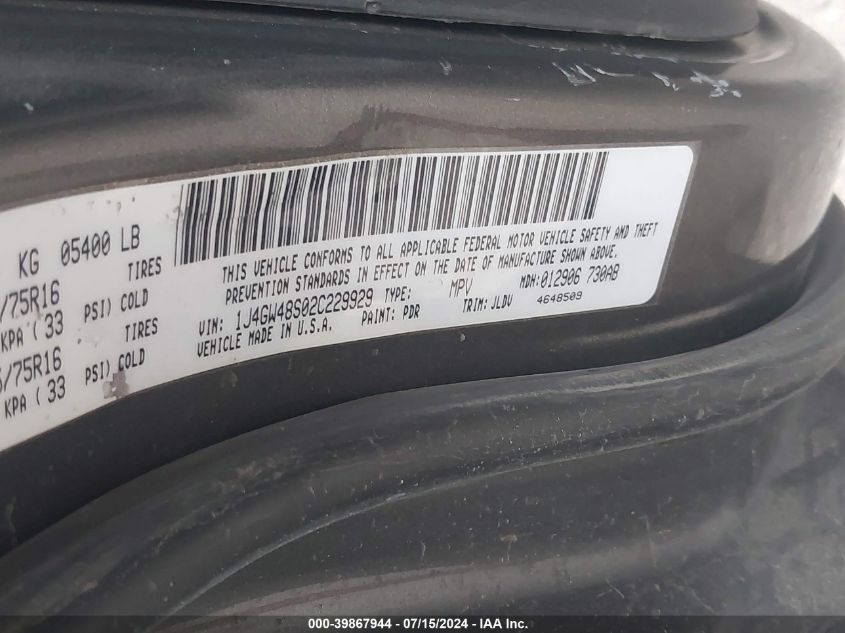 KG 05400 LB
/75R16 TIRES
KPA ( 33 PSI) COLD
/75R16 TIRES
KPA ( 33 PSI) COLD
THIS VEHICLE CONFORMS TO ALL APPLICABLE FEDERAL MOTOR VEHICLE SAFETY AND THEFT
PREVENTION STANDARDS IN EFFECT ON THE DATE OF MANUFACTURE SHOWN ABOVE.
VIN: 1J4GW48S02C229929 TYPE: MPV MDH:012906 730AB
VEHICLE MADE IN U.S.A. PAINT: PDR TRIM: JLDV 4648509
000-39867944 - 07/15/2024 - IAA Inc.